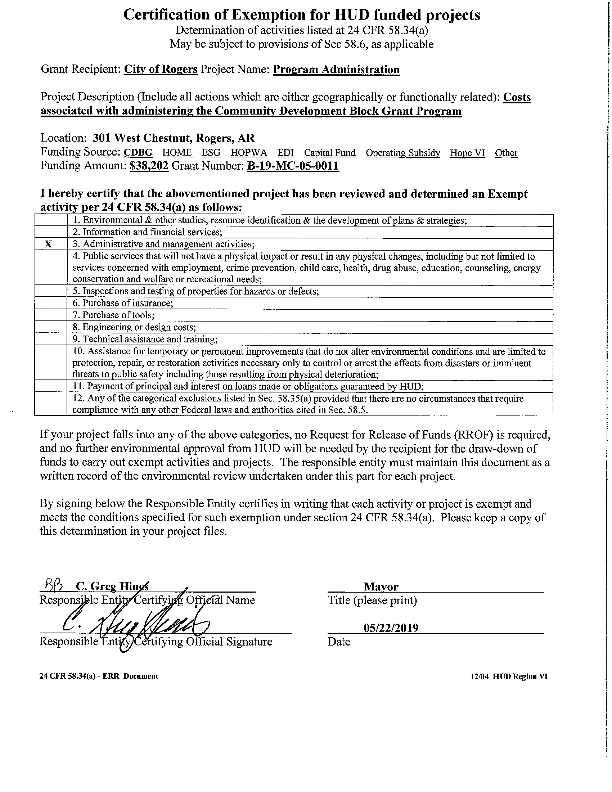 Certification of Exemption for HUD funded projects
Determination of activities listed at 24 CFR 58.34(a)
May be subject to provisions of Sec 58.6, as applicable
Grant Recipient: City of Rogers Project Name: Program Administration
Project Description (Include all actions which are either geographically or functionally related): Costs
associated with administering the Community Development Block Grant Program
Location: 301 West Chestnut, Rogers, AR
Funding Source: CDBG HOME ESG HOPWA EDI Capital Fund Operating Subsidy Hope VI Other
Funding Amount: $38,202 Grant Number: B-19-MC-05-0011
I hereby certify that the abovementioned project has been reviewed and determined an Exempt
activity per 24 CFR 58.34(a) as follows:
1. Environmental & other studies, resource identification & the development of plans & strategies;
2. Information and financial services;
X 3. Administrative and management activities;
4. Public services that will not have a physical impact or result in any physical changes, including but not limited to
services concerned with employment, crime prevention, child care, health, drug abuse, education, counseling, energy
conservation and welfare or recreational needs;
5. Inspections and testing of properties for hazards or defects;
6. Purchase of insurance;
7. Purchase of tools;
8. Engineering or design costs;
9. Technical assistance and training;
10. Assistance for temporary or permanent improvements that do not alter environmental conditions and are limited to
protection, repair, or restoration activities necessary only to control or arrest the effects from disasters or imminent
threats to public safety including those resulting from physical deterioration;
11. Payment of principal and interest on loans made or obligations guaranteed by HUD;
12. Any of the categorical exclusions listed in Sec. 58.35(a) provided that there are no circumstances that require
compliance with any other Federal laws and authorities cited in Sec. 58.5.
If your project falls into any of the above categories, no Request for Release of Funds (RROF) is required,
and no further environmental approval from HUD will be needed by the recipient for the draw-down of
funds to carry out exempt activities and projects. The responsible entity must maintain this document as a
written record of the environmental review undertaken under this part for each project.
By signing below the Responsible Entity certifies in writing that each activity or project is exempt and
meets the conditions specified for such exemption under section 24 CFR 58.34(a). Please keep a copy of
this determination in your project files.
BB C. Greg Hines Mayor
Responsible Entity Certifying Official Name Title (please print)
C. Greg Hines 05/22/2019
Responsible Entity Certifying Official Signature Date
24 CFR 58.34(a) - ERR Document 12/04 HUD Region VI